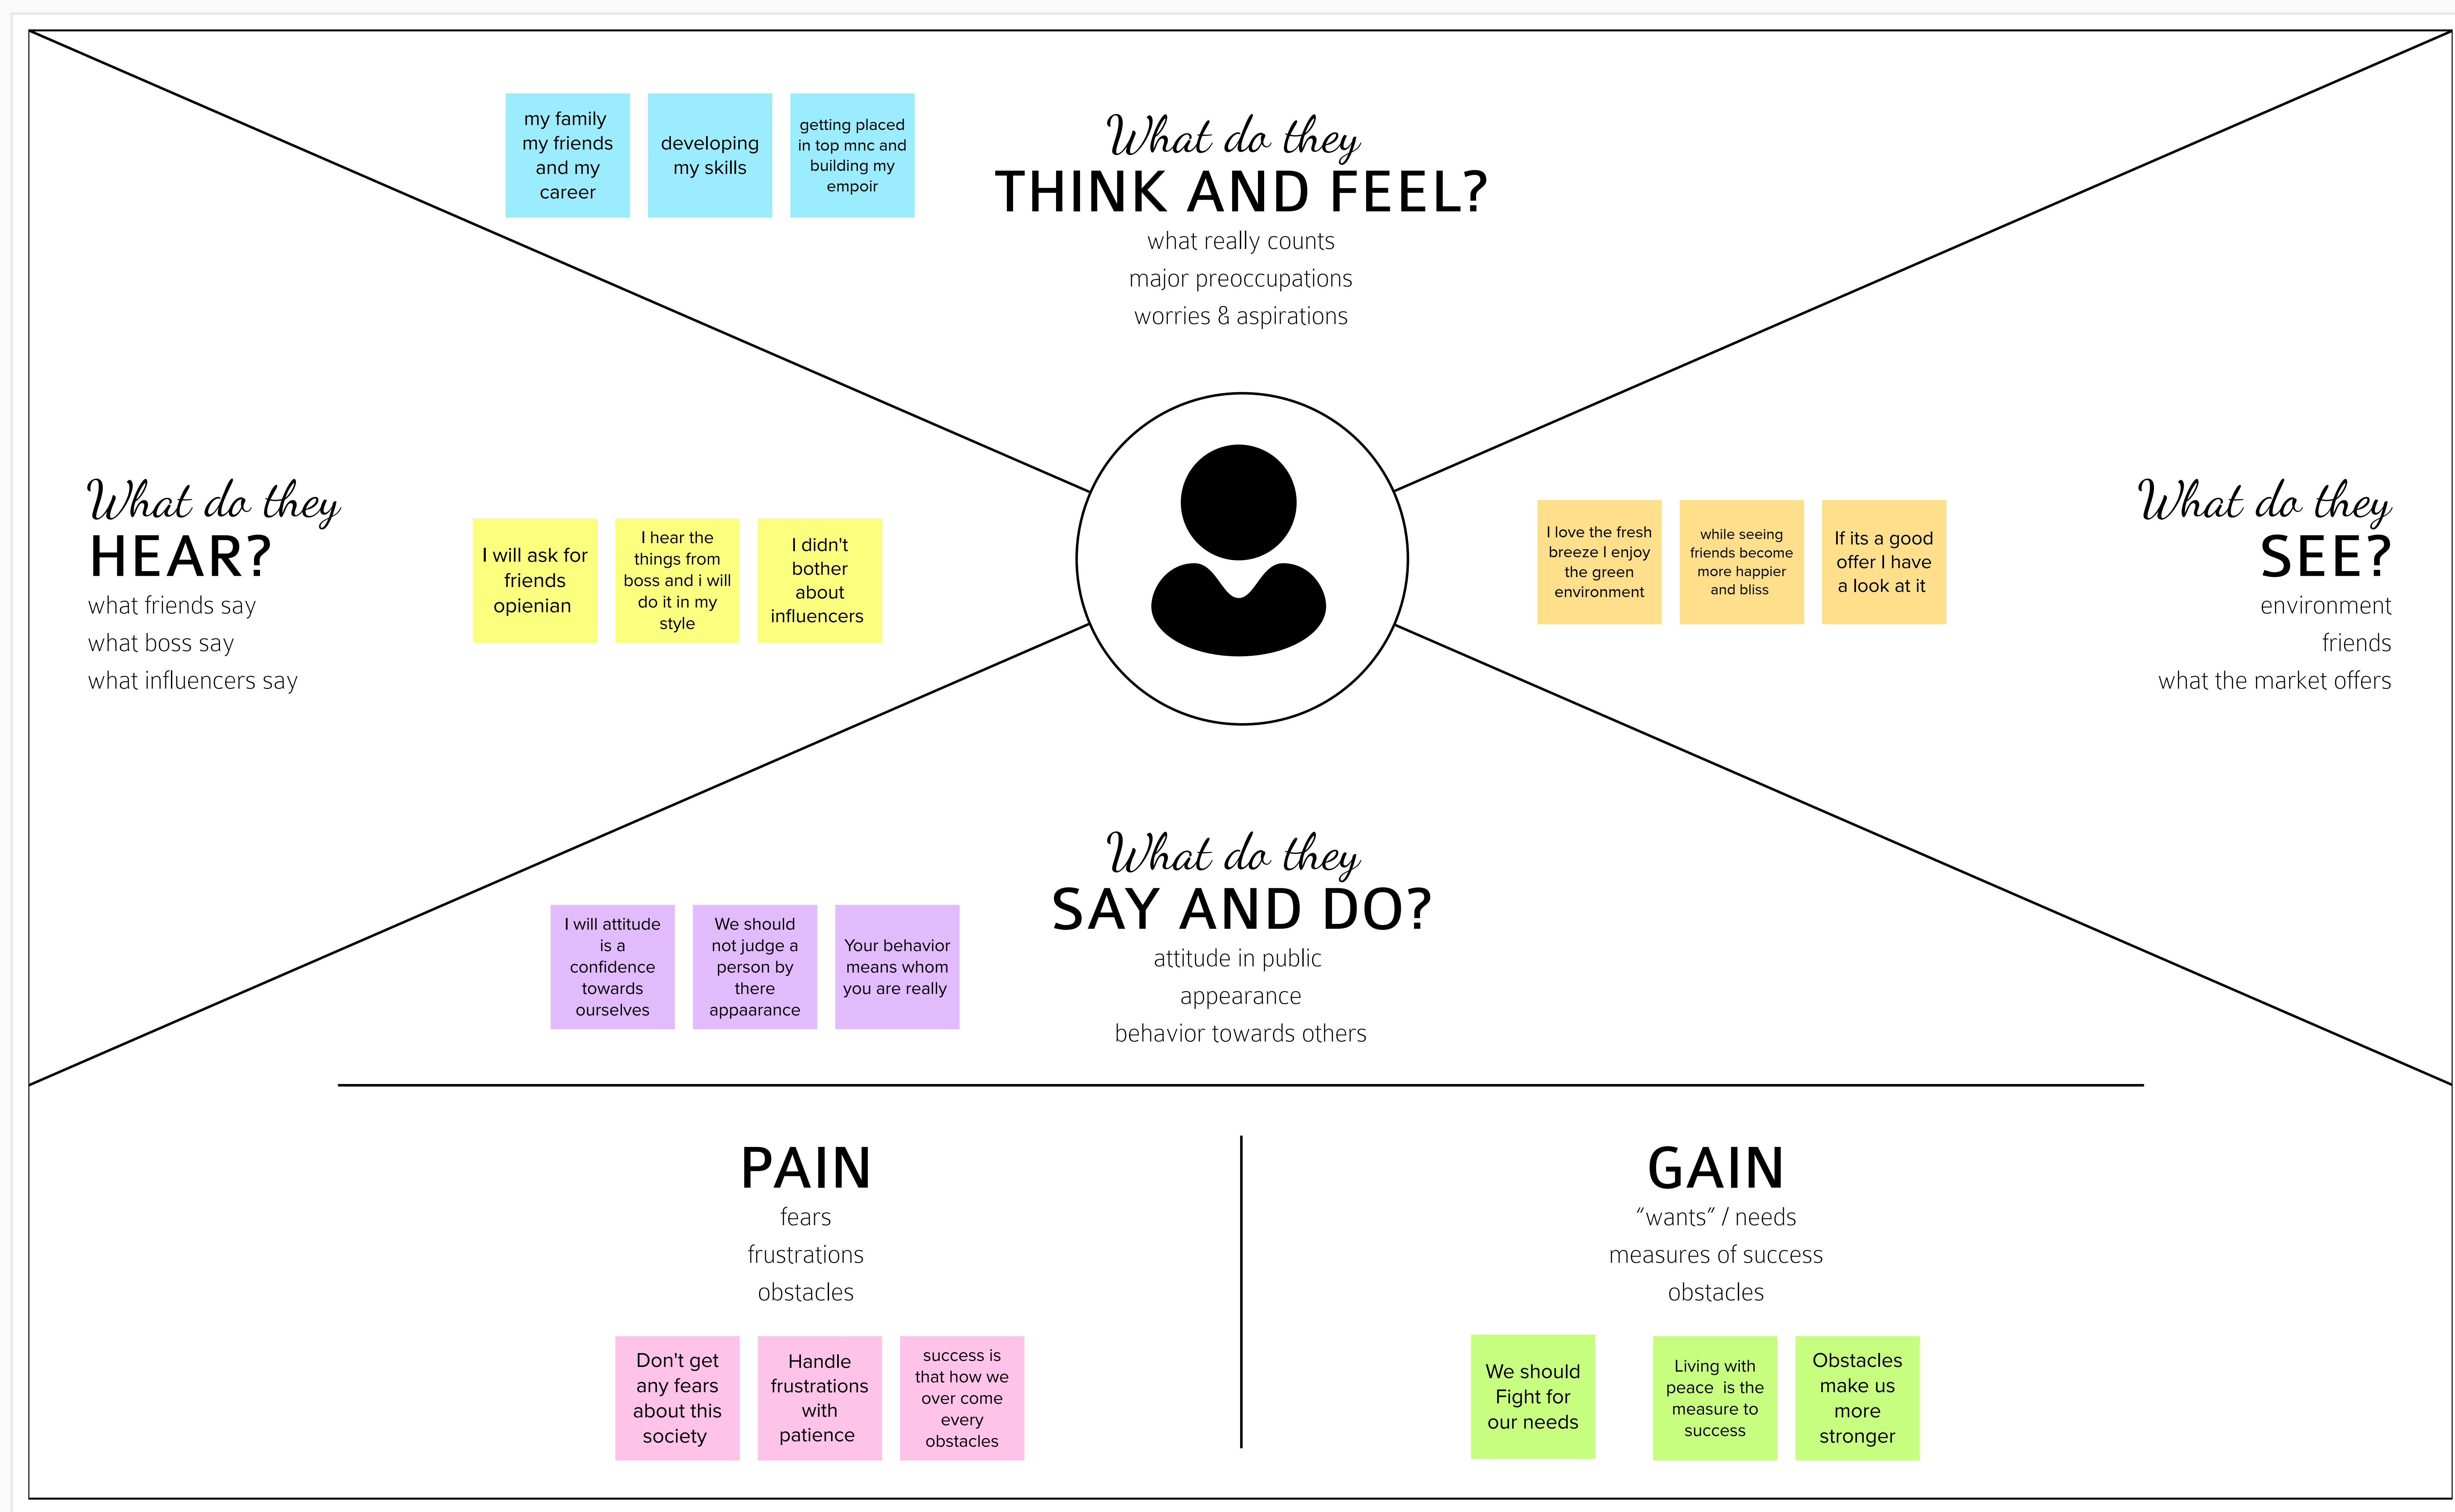 my family
my friends
and my
career
developing
my skills
getting placed
in top mnc and
building my
empoir
What do they
THINK AND FEEL?
what really counts
major preoccupations
worries & aspirations
What do they
HEAR?
what friends say
what boss say
what influencers say
I will ask for
friends
opienian
I hear the
things from
boss and i will
do it in my
style
I didn't
bother
about
influencers
I love the fresh
breeze I enjoy
the green
environment
while seeing
friends become
more happier
and bliss
If its a good
offer I have
a look at it
What do they
SEE?
environment
friends
what the market offers
What do they
SAY AND DO?
attitude in public
appearance
behavior towards others
I will attitude
is a
confidence
towards
ourselves
We should
not judge a
person by
there
appaarance
Your behavior
means whom
you are really
PAIN
fears
frustrations
obstacles
Don't get
any fears
about this
society
Handle
frustrations
with
patience
success is
that how we
over come
every
obstacles
GAIN
“wants” / needs
measures of success
obstacles
We should
Fight for
our needs
Living with
peace  is the
measure to
success
Obstacles
make us
more
stronger